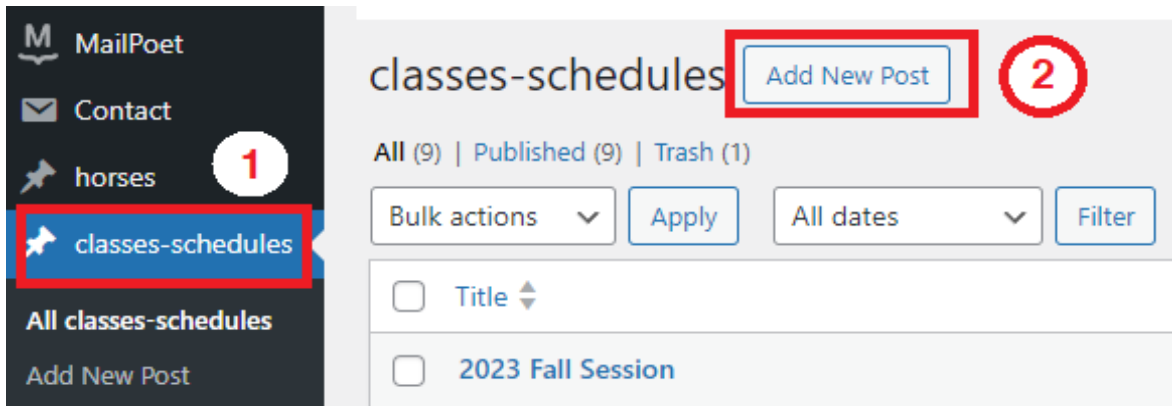 MailPoet
Contact
horses
1
classes-schedules
All classes-schedules
Add New Post
classes-schedules Add New Post 2
All (9) | Published (9) | Trash (1)
Bulk actions Apply All dates Filter
Title
2023 Fall Session